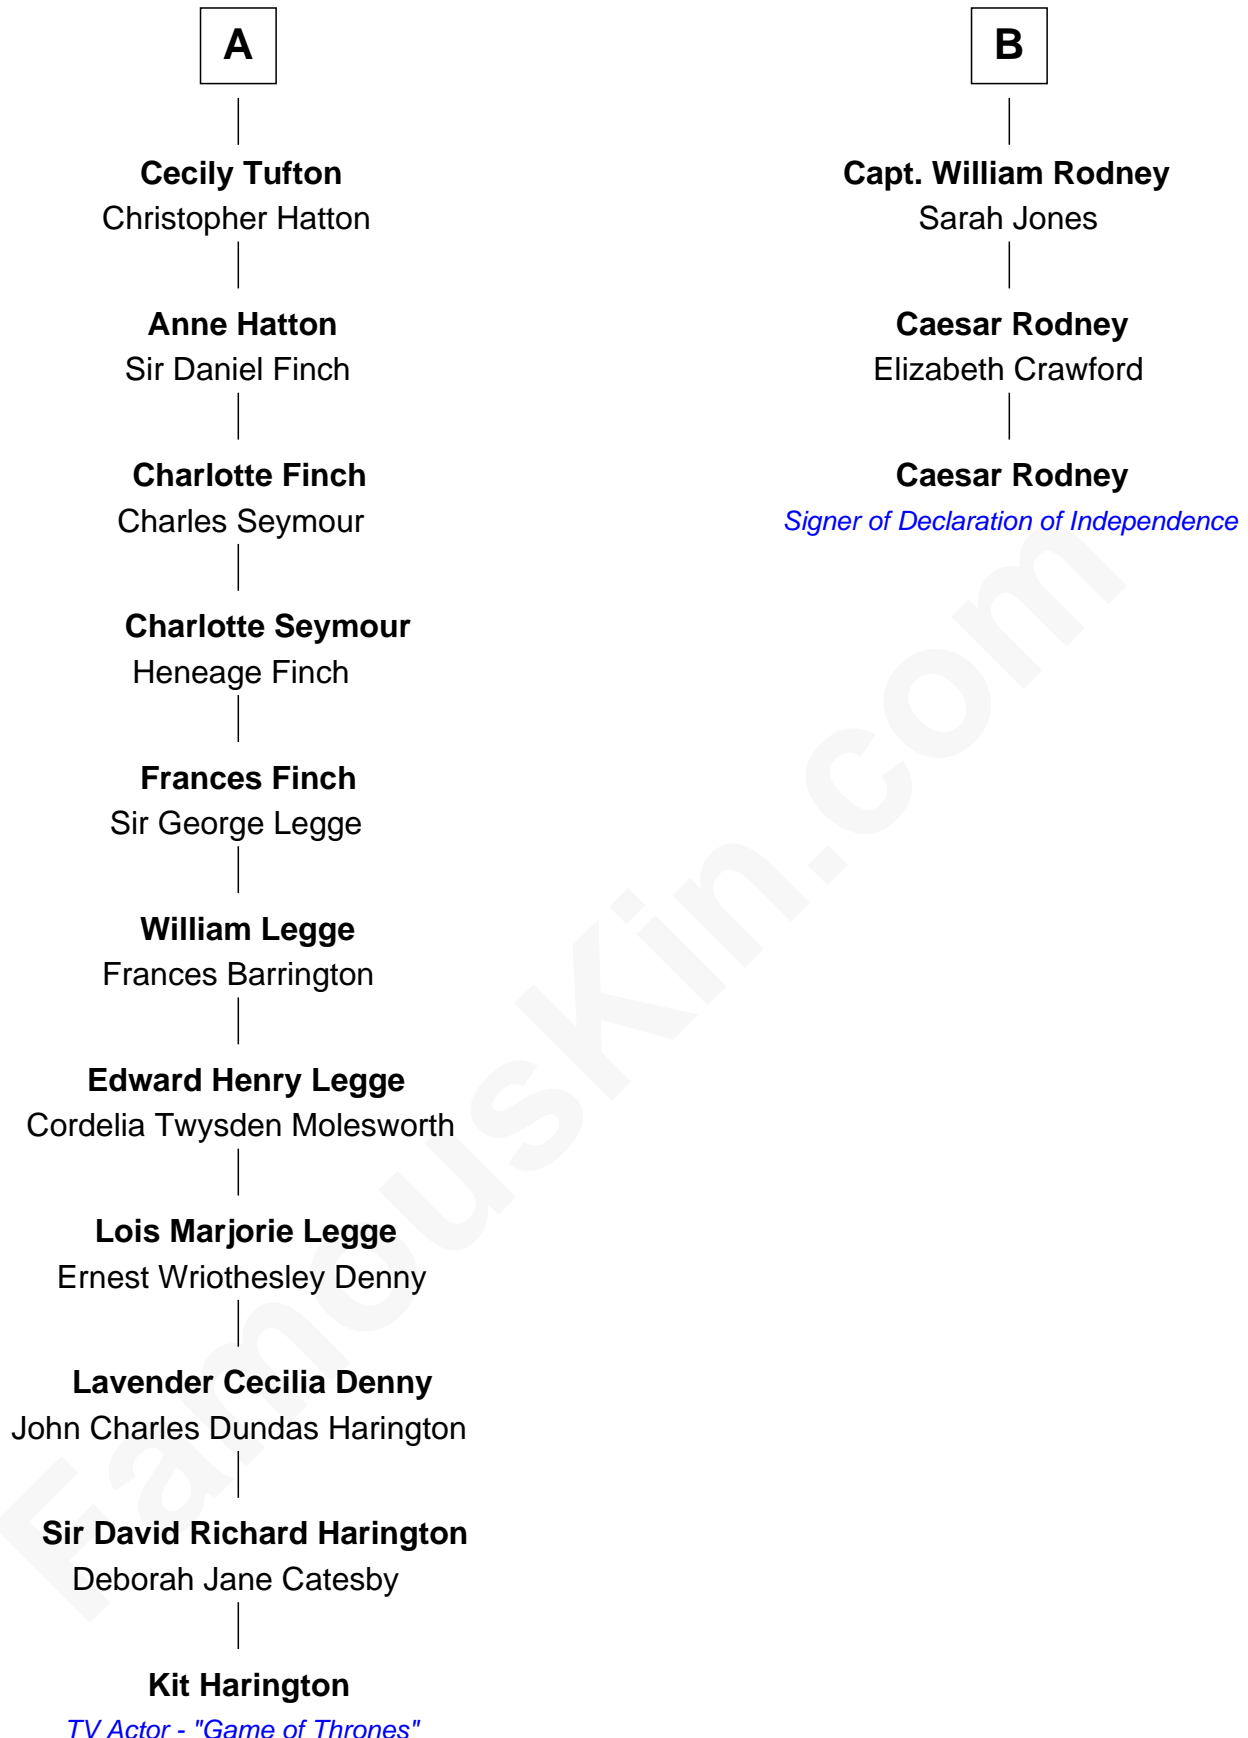 A
Cecily Tufton
Christopher Hatton
Anne Hatton
Sir Daniel Finch
Charlotte Finch
Charles Seymour
Charlotte Seymour
Heneage Finch
Frances Finch
Sir George Legge
William Legge
Frances Barrington
Edward Henry Legge
Cordelia Twysden Molesworth
Lois Marjorie Legge
Ernest Wriothesley Denny
Lavender Cecilia Denny
John Charles Dundas Harington
Sir David Richard Harington
Deborah Jane Catesby
Kit Harington
TV Actor - "Game of Thrones"
B
Capt. William Rodney
Sarah Jones
Caesar Rodney
Elizabeth Crawford
Caesar Rodney
Signer of Declaration of Independence
FamousKin.com